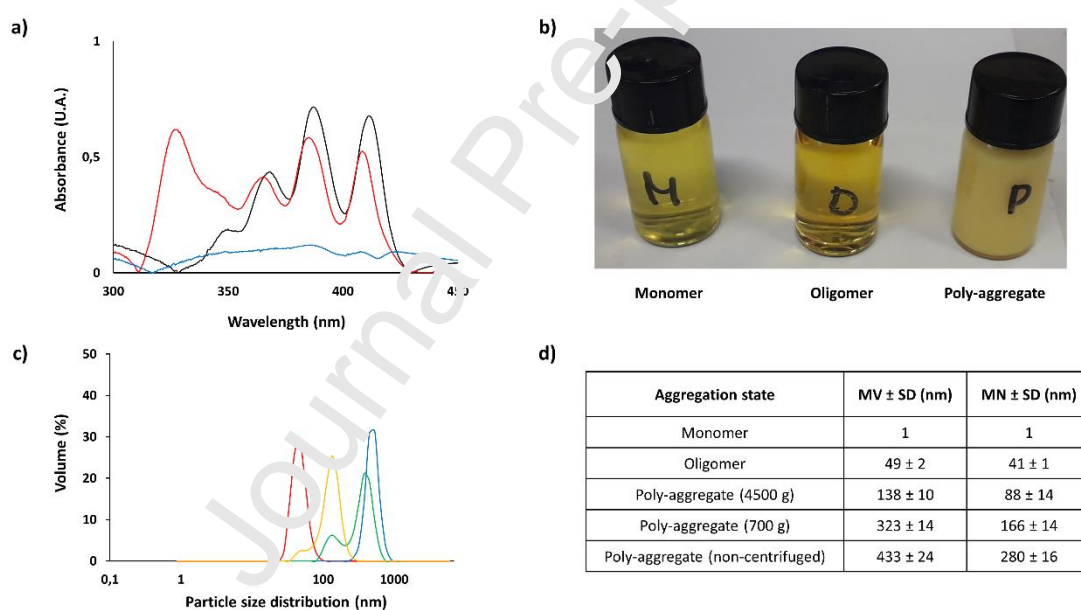 a)
1
0,5
0
Absorbance (U.A.)
300
350
400
450
Wavelength (nm)
b)
M
D
P
Monomer Oligomer Poly-aggregate
c)
50
40
30
20
10
0
Volume (%)
0,1 1 100 1000
Particle size distribution (nm)
d)
Aggregation state MV ± SD (nm) MN ± SD (nm)
Monomer 1 1
Oligomer 49 ± 2 41 ± 1
Poly-aggregate (4500 g) 138 ± 10 88 ± 14
Poly-aggregate (700 g) 323 ± 14 166 ± 14
Poly-aggregate (non-centrifuged) 433 ± 24 280 ± 16
Journal Pre-p